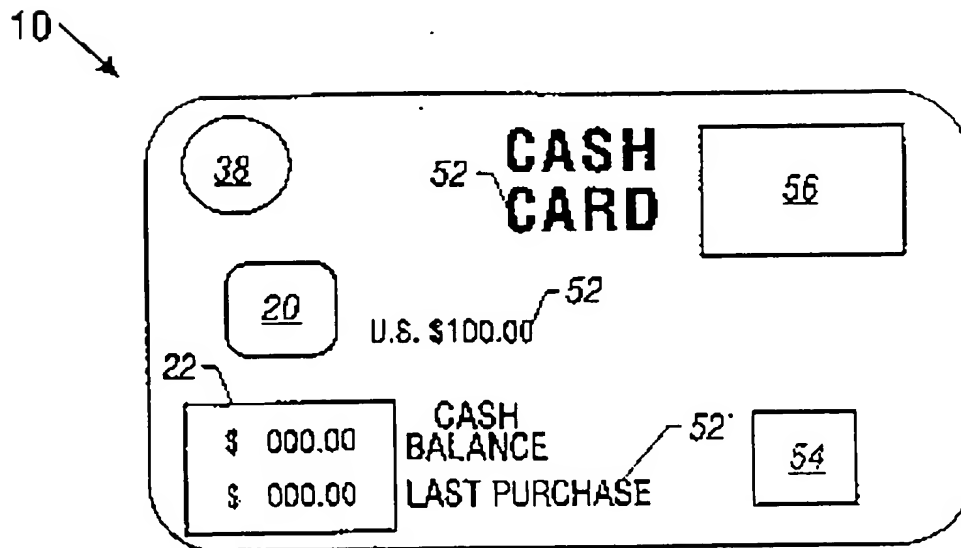 10
38
52 CASH
CARD
56
20
52
U.S. $100.00
22
$ 000.00 CASH BALANCE
$ 000.00 LAST PURCHASE
52'
54